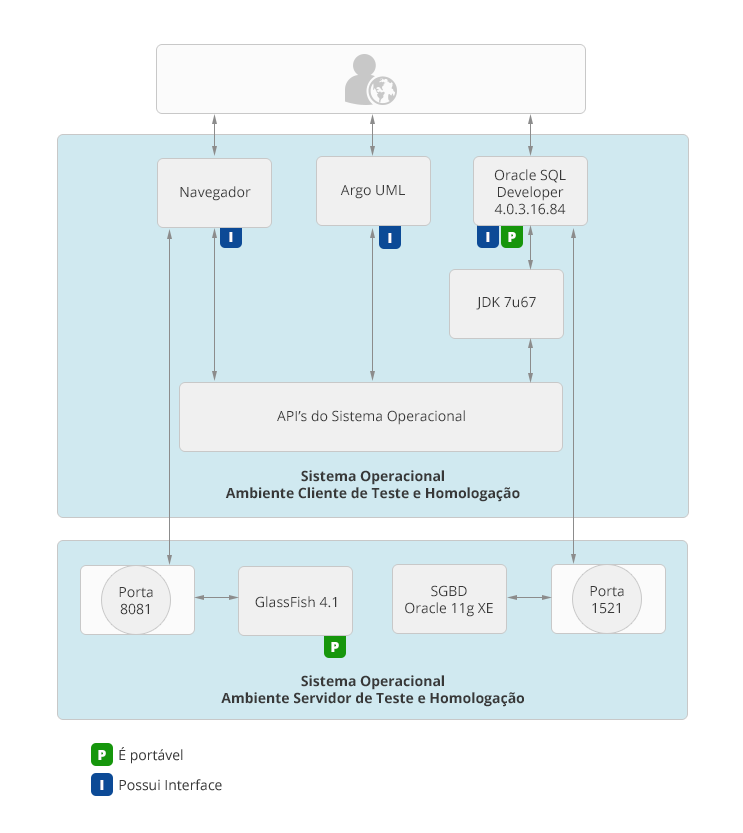 Navegador
I
Argo UML
I
Oracle SQL
Developer
4.0.3.16.84
I P
JDK 7u67
API's do Sistema Operacional
Sistema Operacional
Ambiente Cliente de Teste e Homologação
Porta
8081
GlassFish 4.1
P
SGBD
Oracle 11g XE
Porta
1521
Sistema Operacional
Ambiente Servidor de Teste e Homologação
P É portável
I Possui Interface